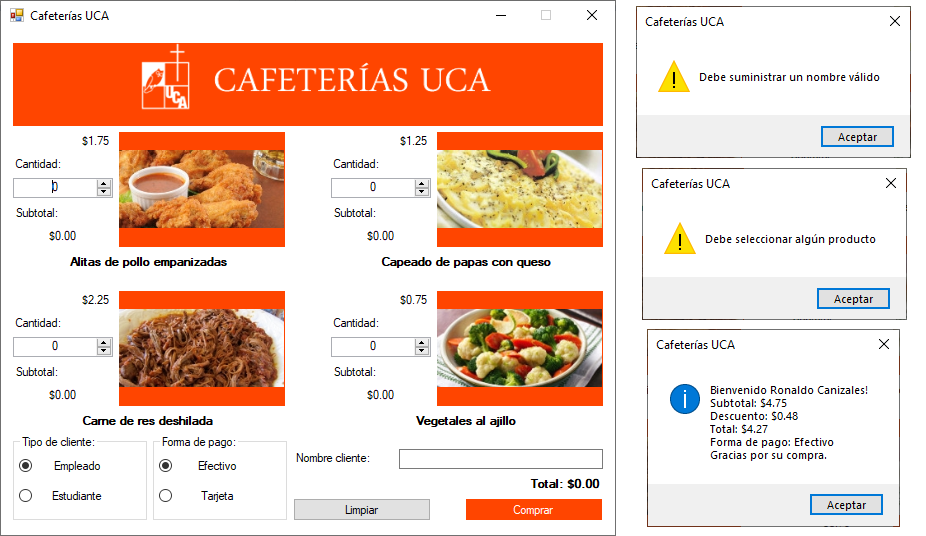 Cafeterías UCA
UCA
CAFETERÍAS UCA
$1.75
Cantidad:
0
Subtotal:
$0.00
Alitas de pollo empanizadas
$1.25
Cantidad:
0
Subtotal:
$0.00
Capeado de papas con queso
$2.25
Cantidad:
0
Subtotal:
$0.00
Carne de res deshilada
$0.75
Cantidad:
0
Subtotal:
$0.00
Vegetales al ajillo
Tipo de cliente:
Empleado
Estudiante
Forma de pago:
Efectivo
Tarjeta
Nombre cliente:
Total: $0.00
Limpiar
Comprar
Cafeterías UCA
Debe suministrar un nombre válido
Aceptar
Cafeterías UCA
Debe seleccionar algún producto
Aceptar
Cafeterías UCA
Bienvenido Ronaldo Canizales!
Subtotal: $4.75
Descuento: $0.48
Total: $4.27
Forma de pago: Efectivo
Gracias por su compra.
Aceptar